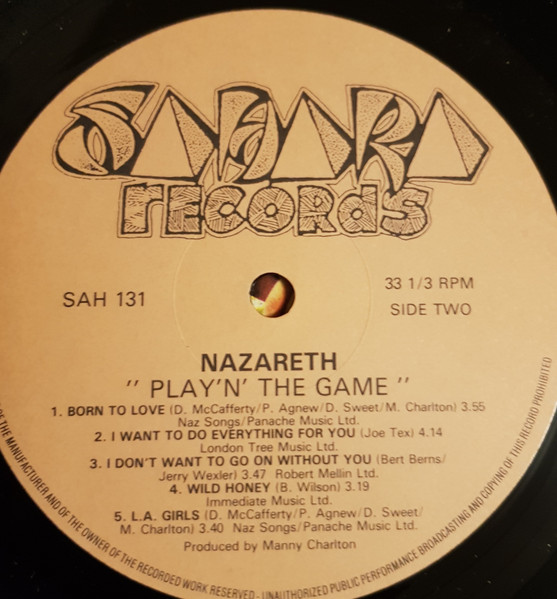 SAHARA
RECORDS
SAH 131
33 1/3 RPM
SIDE TWO
NAZARETH
" PLAY'N' THE GAME "
1. BORN TO LOVE (D. McCafferty/P. Agnew/D. Sweet/M. Charlton) 3.55
Naz Songs/Panache Music Ltd.
2. I WANT TO DO EVERYTHING FOR YOU (Joe Tex) 4.14
London Tree Music Ltd.
3. I DON'T WANT TO GO ON WITHOUT YOU (Bert Berns/
Jerry Wexler) 3.47 Robert Mellin Ltd.
4. WILD HONEY (B. Wilson) 3.19
Immediate Music Ltd.
5. L.A. GIRLS (D. McCafferty/P. Agnew/D. Sweet/
M. Charlton) 3.40 Naz Songs/Panache Music Ltd.
Produced by Manny Charlton
OF THE MANUFACTURER AND OF THE OWNER OF THE RECORDED WORK RESERVED - UNAUTHORIZED PUBLIC PERFORMANCE BROADCASTING AND COPYING OF THIS RECORD PROHIBITED